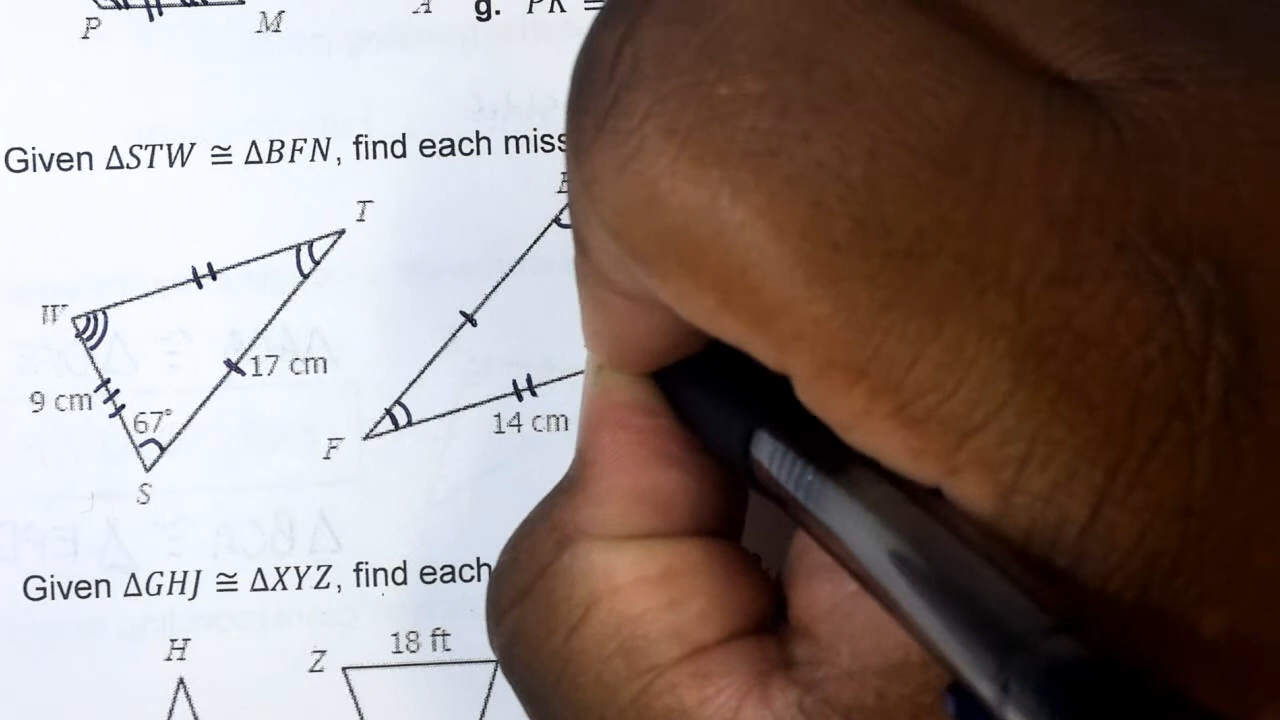 P M A g. PK ≅
Given ΔSTW ≅ ΔBFN, find each miss
T
W
17 cm
9 cm
67°
14 cm
F
S
Given ΔGHJ ≅ ΔXYZ, find each
18 ft
H Z